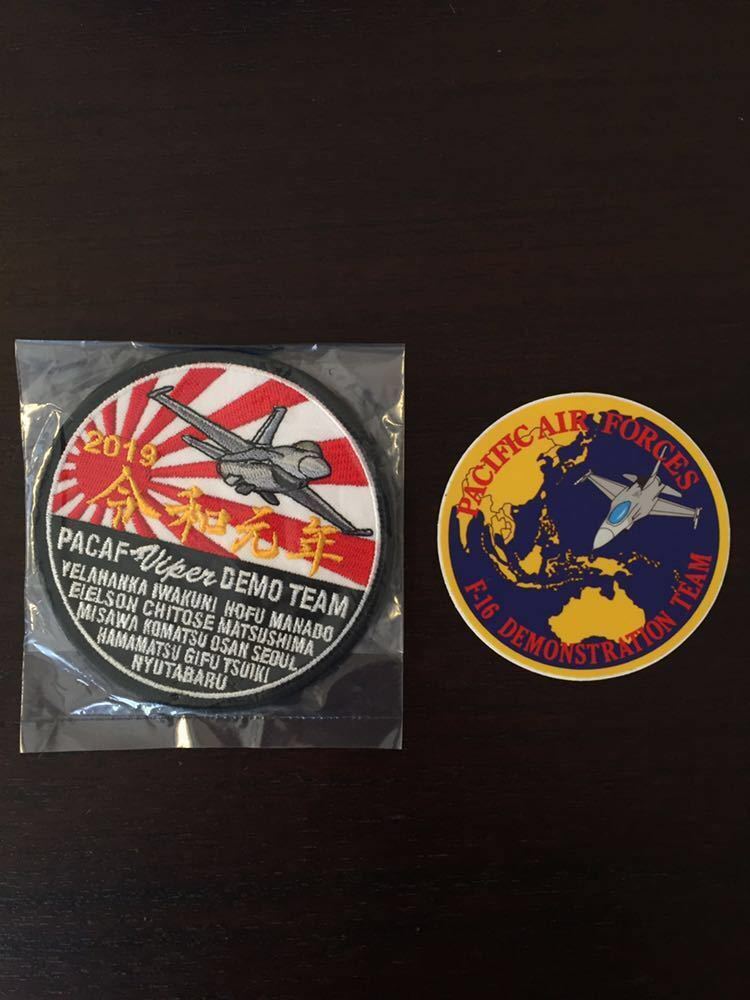 2019
令和元年
PACAF Viper DEMO TEAM
YELAHANKA IWAKUNI HOFU MANADO
EIELSON CHITOSE MATSUSHIMA
MISAWA KOMATSU OSAN SEOUL
HAMAMATSU GIFU TSUIKI
NYUTABARU
PACIFIC AIR FORCES
F-16 DEMONSTRATION TEAM